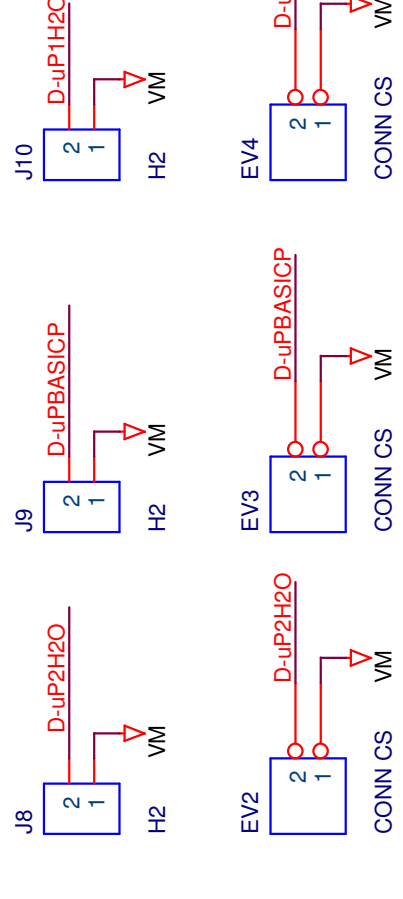 J8
2
1
D-uP2H2O
VM
H2
J9
2
1
D-uPBASICP
VM
H2
J10
2
1
D-uP1H2O
VM
H2
EV2
2
1
D-uP2H2O
VM
CONN CS
EV3
2
1
D-uPBASICP
VM
CONN CS
EV4
2
1
D-u
VM
CONN CS